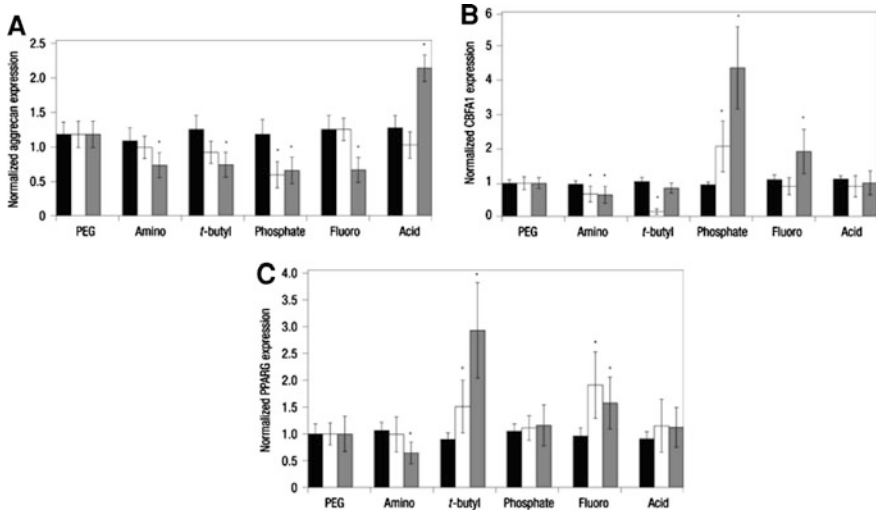 A
Normalized aggrecan expression
2.5
2.0
1.5
1.0
0.5
0
* * * * * * *
PEG Amino t-butyl Phosphate Fluoro Acid
B
Normalized CBFA1 expression
6
5
4
3
2
1
0
* * * * * *
PEG Amino t-butyl Phosphate Fluoro Acid
C
Normalized PPARG expression
4.0
3.5
3.0
2.5
2.0
1.5
1.0
0.5
0.0
* * * * *
PEG Amino t-butyl Phosphate Fluoro Acid